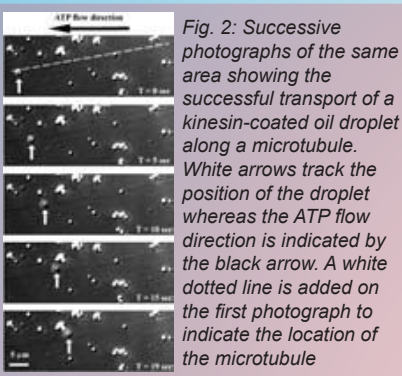 ATP flow direction
T = 0 sec
T = 5 sec
T = 10 sec
T = 15 sec
T = 19 sec
5 μm
Fig. 2: Successive
photographs of the same
area showing the
successful transport of a
kinesin-coated oil droplet
along a microtubule.
White arrows track the
position of the droplet
whereas the ATP flow
direction is indicated by
the black arrow. A white
dotted line is added on
the first photograph to
indicate the location of
the microtubule